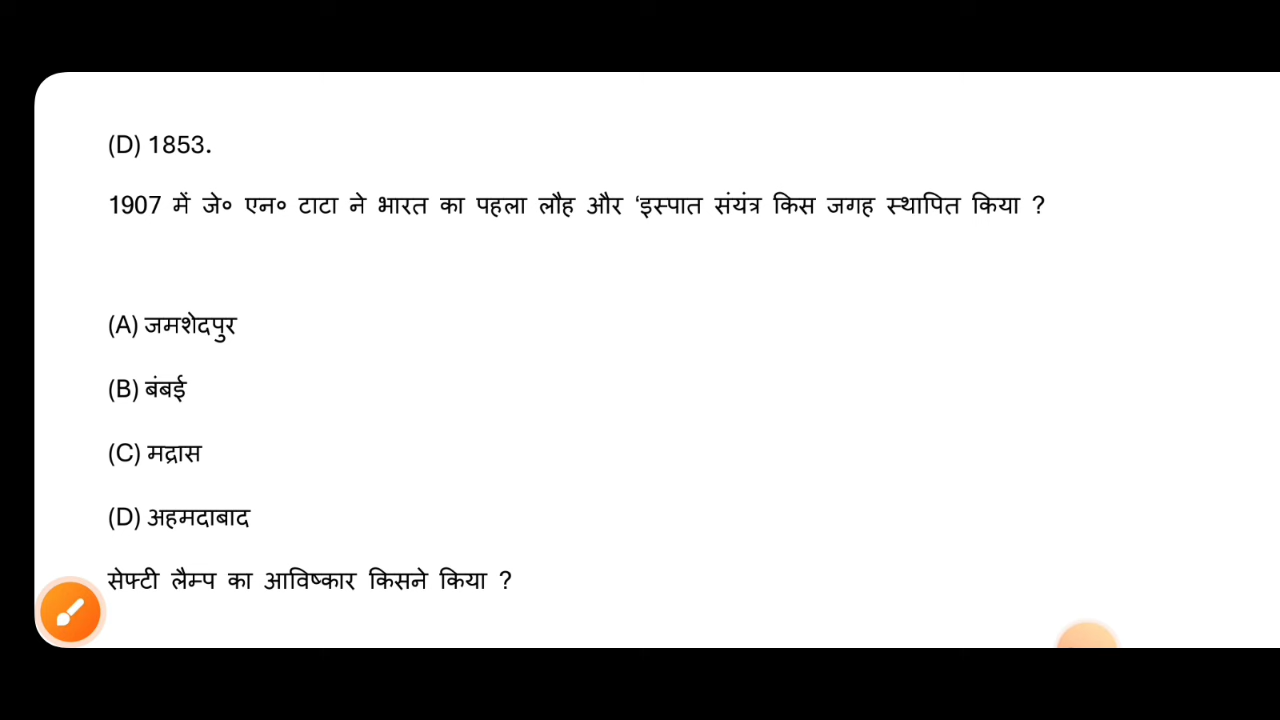 (D) 1853.
1907 में जे० एन० टाटा ने भारत का पहला लौह और ‘इस्पात संयंत्र किस जगह स्थापित किया ?
(A) जमशेदपुर
(B) बंबई
(C) मद्रास
(D) अहमदाबाद
सेफ्टी लैम्प का आविष्कार किसने किया ?